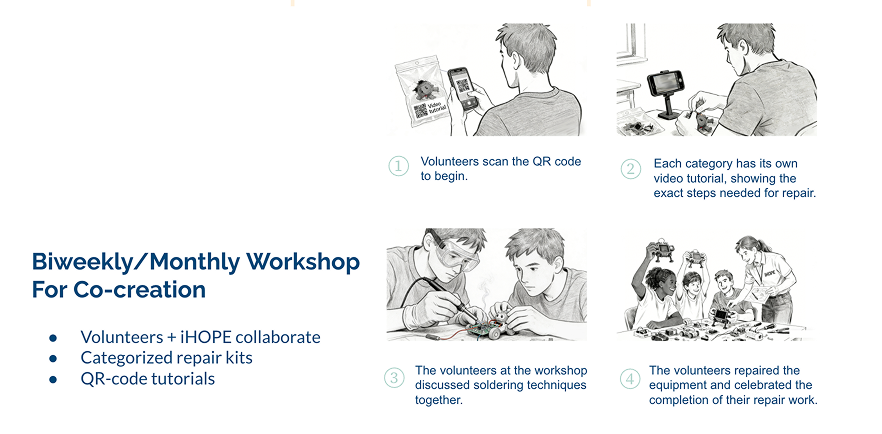 Biweekly/Monthly Workshop
For Co-creation
● Volunteers + iHOPE collaborate
● Categorized repair kits
● QR-code tutorials
Video
tutorial
1 Volunteers scan the QR code
to begin.
2 Each category has its own
video tutorial, showing the
exact steps needed for repair.
3 The volunteers at the workshop
discussed soldering techniques
together.
HOPE
4 The volunteers repaired the
equipment and celebrated the
completion of their repair work.